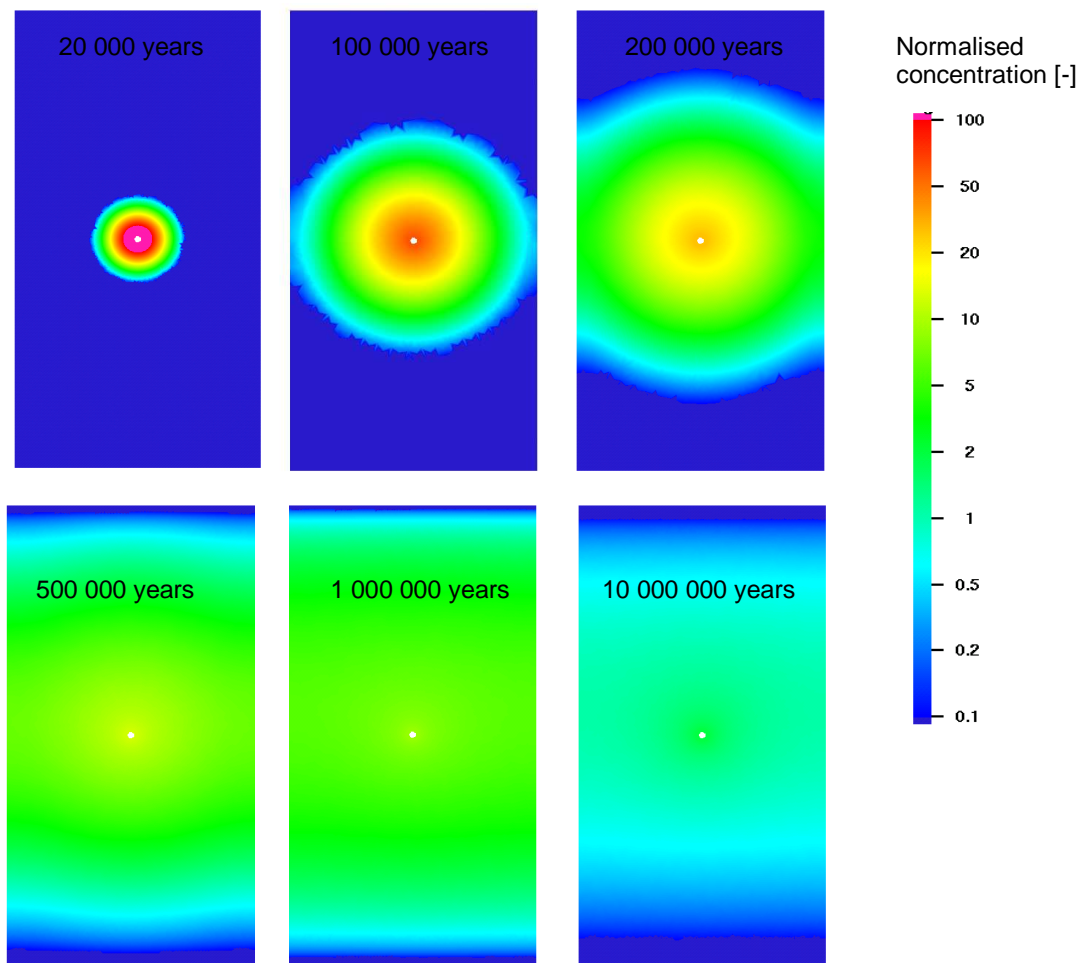 20 000 years
100 000 years
200 000 years
Normalised
concentration [-]
100
50
20
10
5
2
1
0.5
0.2
0.1
500 000 years
1 000 000 years
10 000 000 years